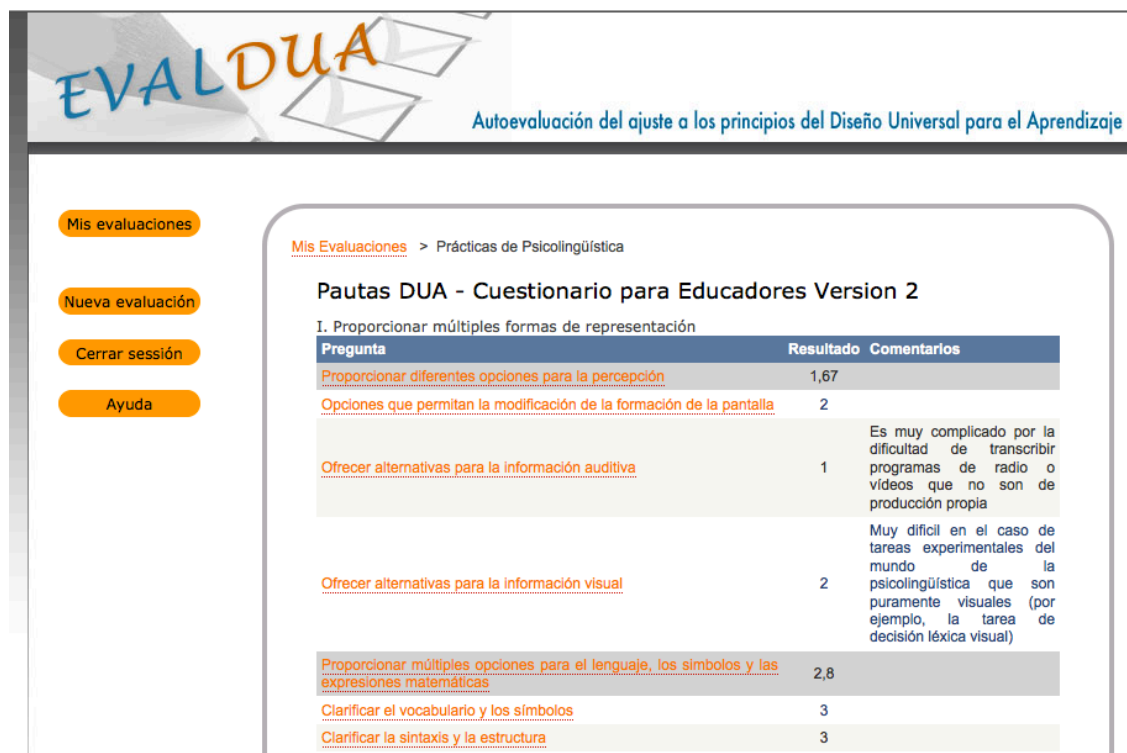 EVALDUA
Autoevaluación del ajuste a los principios del Diseño Universal para el Aprendizaje
Mis evaluaciones
Nueva evaluación
Cerrar sessión
Ayuda
Mis Evaluaciones > Prácticas de Psicolingüística
Pautas DUA - Cuestionario para Educadores Version 2
I. Proporcionar múltiples formas de representación
Pregunta Resultado Comentarios
Proporcionar diferentes opciones para la percepción 1,67
Opciones que permitan la modificación de la formación de la pantalla 2
Ofrecer alternativas para la información auditiva 1
Es muy complicado por la
dificultad de transcribir
programas de radio o
vídeos que no son de
producción propia
Ofrecer alternativas para la información visual 2
Muy dificil en el caso de
tareas experimentales del
mundo de la
psicolingüística que son
puramente visuales (por
ejemplo, la tarea de
decisión léxica visual)
Proporcionar múltiples opciones para el lenguaje, los símbolos y las
expresiones matemáticas 2,8
Clarificar el vocabulario y los símbolos 3
Clarificar la sintaxis y la estructura 3